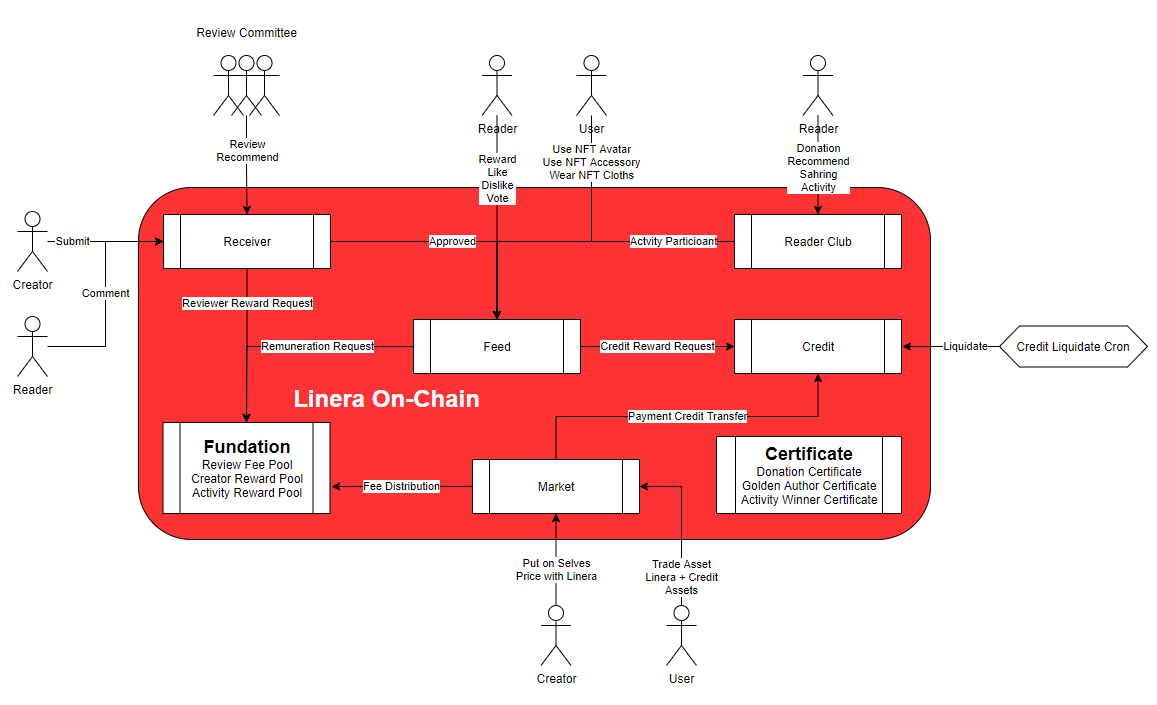 Review Committee
Reader
User
Reader
Review
Recommend
Reward
Like
Dislike
Vote
Use NFT Avatar
Use NFT Accessory
Wear NFT Cloths
Donation
Recommend
Sahring
Activity
Submit
Receiver
Approved
Actvity Particioant
Reader Club
Creator
Comment
Reviewer Reward Request
Remuneration Request
Feed
Credit Reward Request
Credit
Liquidate
Credit Liquidate Cron
Reader
Linera On-Chain
Payment Credit Transfer
Fundation
Review Fee Pool
Creator Reward Pool
Activity Reward Pool
Fee Distribution
Market
Certificate
Donation Certificate
Golden Author Certificate
Activity Winner Certificate
Put on Selves
Price with Linera
Trade Asset
Linera + Credit
Assets
Creator
User